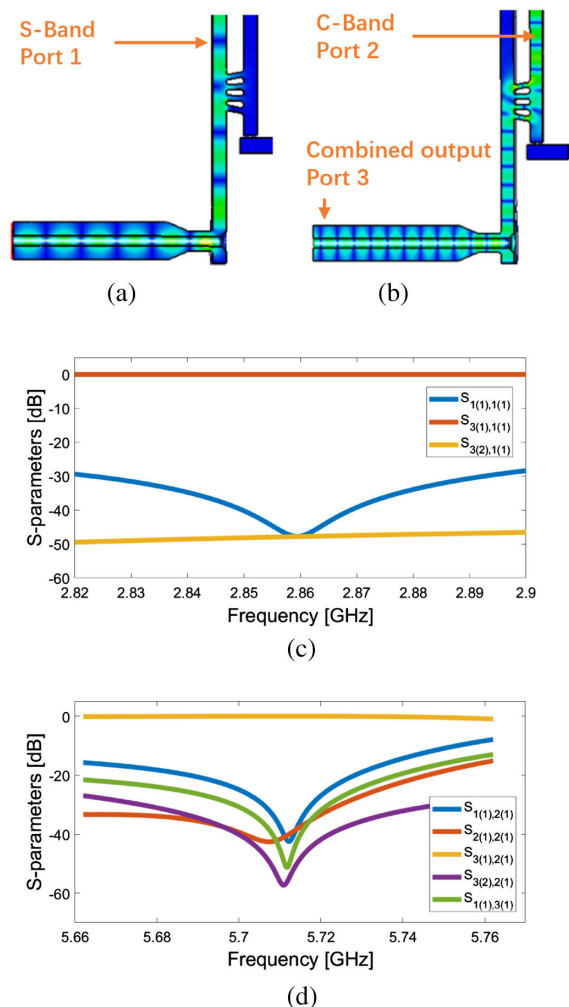 S-Band
Port 1
C-Band
Port 2
Combined output
Port 3
(a)
(b)
S-parameters [dB]
0
-10
-20
-30
-40
-50
-60
S1(1),1(1)
S3(1),1(1)
S3(2),1(1)
2.82 2.83 2.84 2.85 2.86 2.87 2.88 2.89 2.9
Frequency [GHz]
(c)
S-parameters [dB]
0
-20
-40
-60
S1(1),2(1)
S2(1),2(1)
S3(1),2(1)
S3(2),2(1)
S1(1),3(1)
5.66 5.68 5.7 5.72 5.74 5.76
Frequency [GHz]
(d)